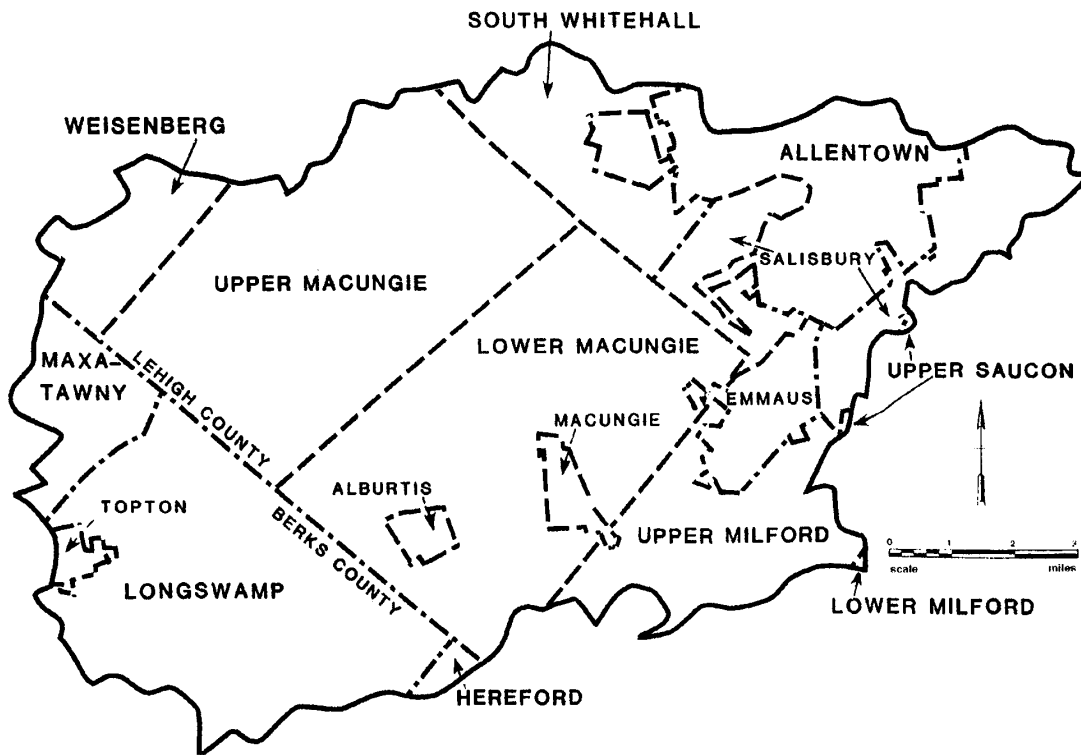 SOUTH WHITEHALL
WEISENBERG
ALLENTOWN
SALISBURY
UPPER MACUNGIE
LOWER MACUNGIE
MAXA-
TAWNY
LEHIGH COUNTY
BERKS COUNTY
UPPER SAUCON
EMMAUS
MACUNGIE
ALBURTIS
TOPTON
UPPER MILFORD
0 1 2 3
scale miles
LONGSWAMP
LOWER MILFORD
HEREFORD